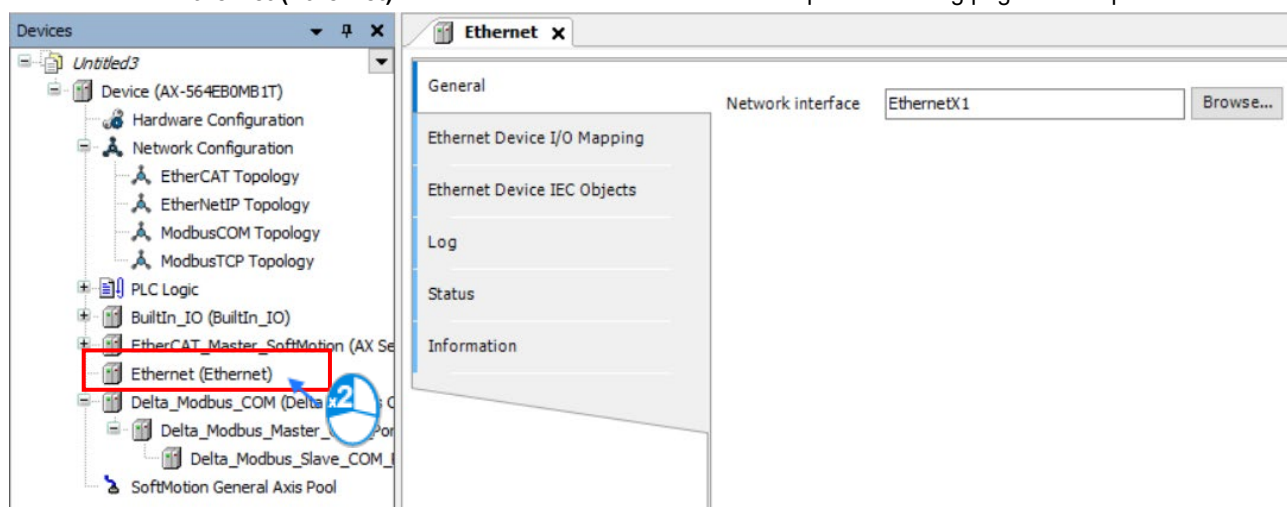 Devices
Untitled3
Device (AX-564EB0MB1T)
Hardware Configuration
Network Configuration
EtherCAT Topology
EtherNetIP Topology
ModbusCOM Topology
ModbusTCP Topology
PLC Logic
BuiltIn_IO (BuiltIn_IO)
EtherCAT_Master_SoftMotion (AX Se
Ethernet (Ethernet)
x2
Delta_Modbus_COM (Delta
Delta_Modbus_Master_
Delta_Modbus_Slave_COM_
SoftMotion General Axis Pool
Ethernet
General
Ethernet Device I/O Mapping
Ethernet Device IEC Objects
Log
Status
Information
Network interface EthernetX1 Browse...